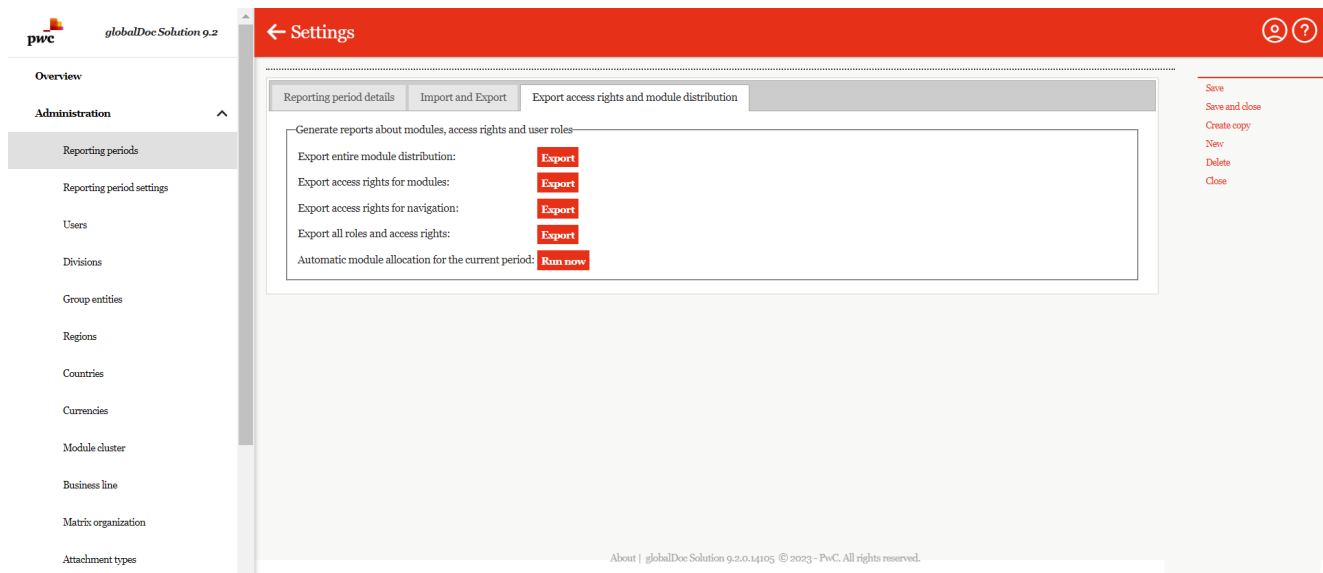 pwc
globalDoc Solution 9.2
Overview
Administration
Reporting periods
Reporting period settings
Users
Divisions
Group entities
Regions
Countries
Currencies
Module cluster
Business line
Matrix organization
Attachment types
← Settings
?
Reporting period details
Import and Export
Export access rights and module distribution
Generate reports about modules, access rights and user roles
Export entire module distribution: Export
Export access rights for modules: Export
Export access rights for navigation: Export
Export all roles and access rights: Export
Automatic module allocation for the current period: Run now
Save
Save and close
Create copy
New
Delete
Close
About | globalDoc Solution 9.2.0.14105 © 2023 - PwC. All rights reserved.